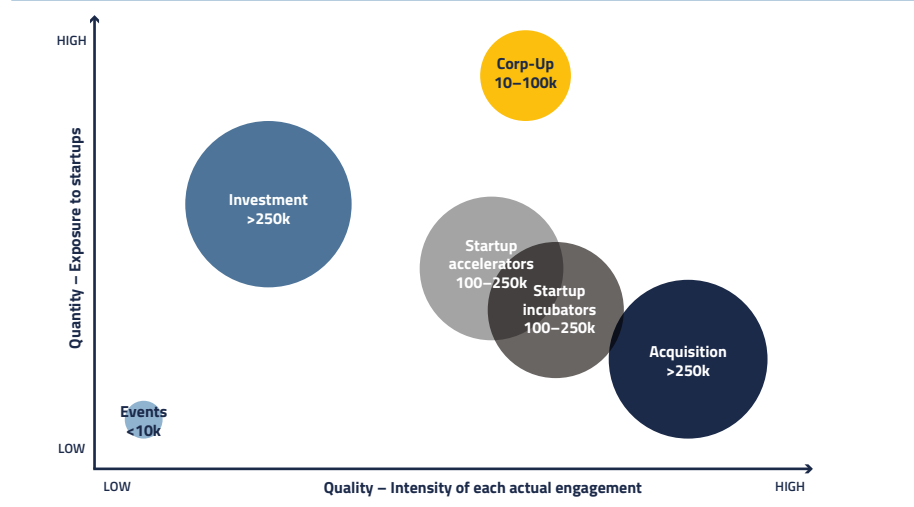 HIGH
Quantity – Exposure to startups
LOW
Corp-Up
10–100k
Investment
>250k
Startup
accelerators
100–250k
Startup
incubators
100–250k
Acquisition
>250k
Events
<10k
LOW
Quality – Intensity of each actual engagement
HIGH